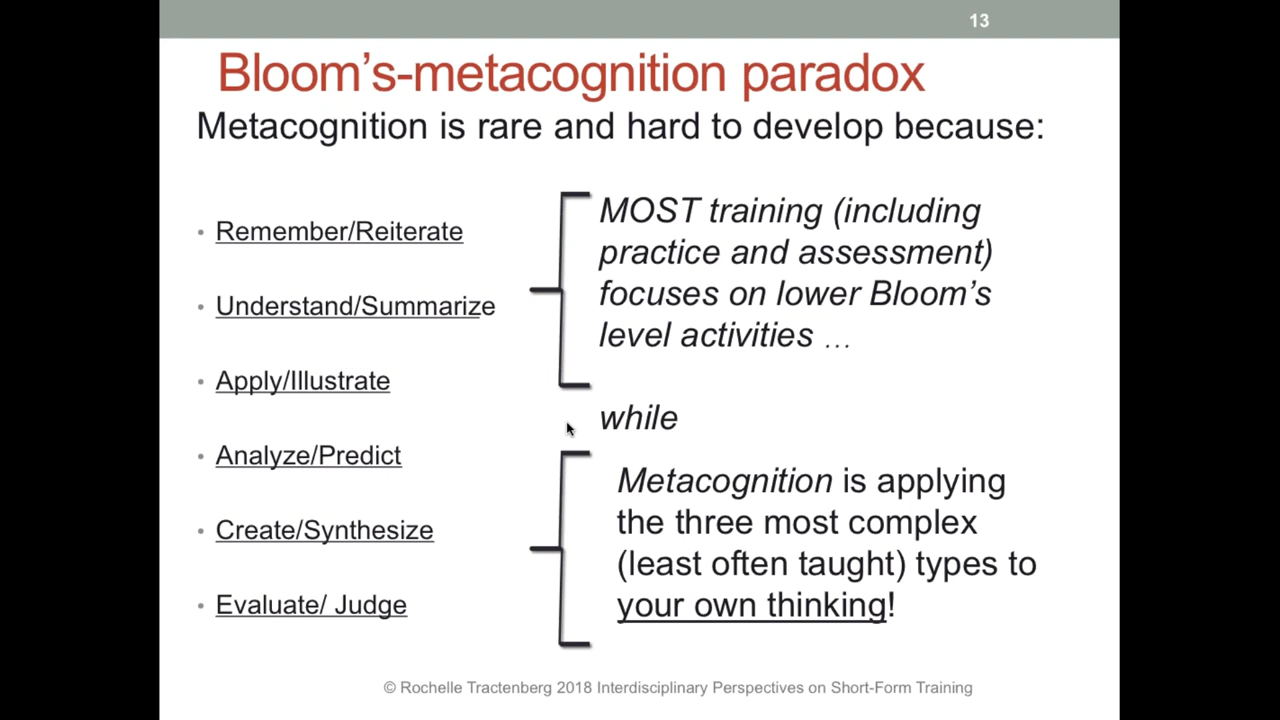 13
Bloom's-metacognition paradox
Metacognition is rare and hard to develop because:
• Remember/Reiterate
• Understand/Summarize
• Apply/Illustrate
• Analyze/Predict
• Create/Synthesize
• Evaluate/ Judge
MOST training (including
practice and assessment)
focuses on lower Bloom's
level activities …
while
Metacognition is applying
the three most complex
(least often taught) types to
your own thinking!
© Rochelle Tractenberg 2018 Interdisciplinary Perspectives on Short-Form Training